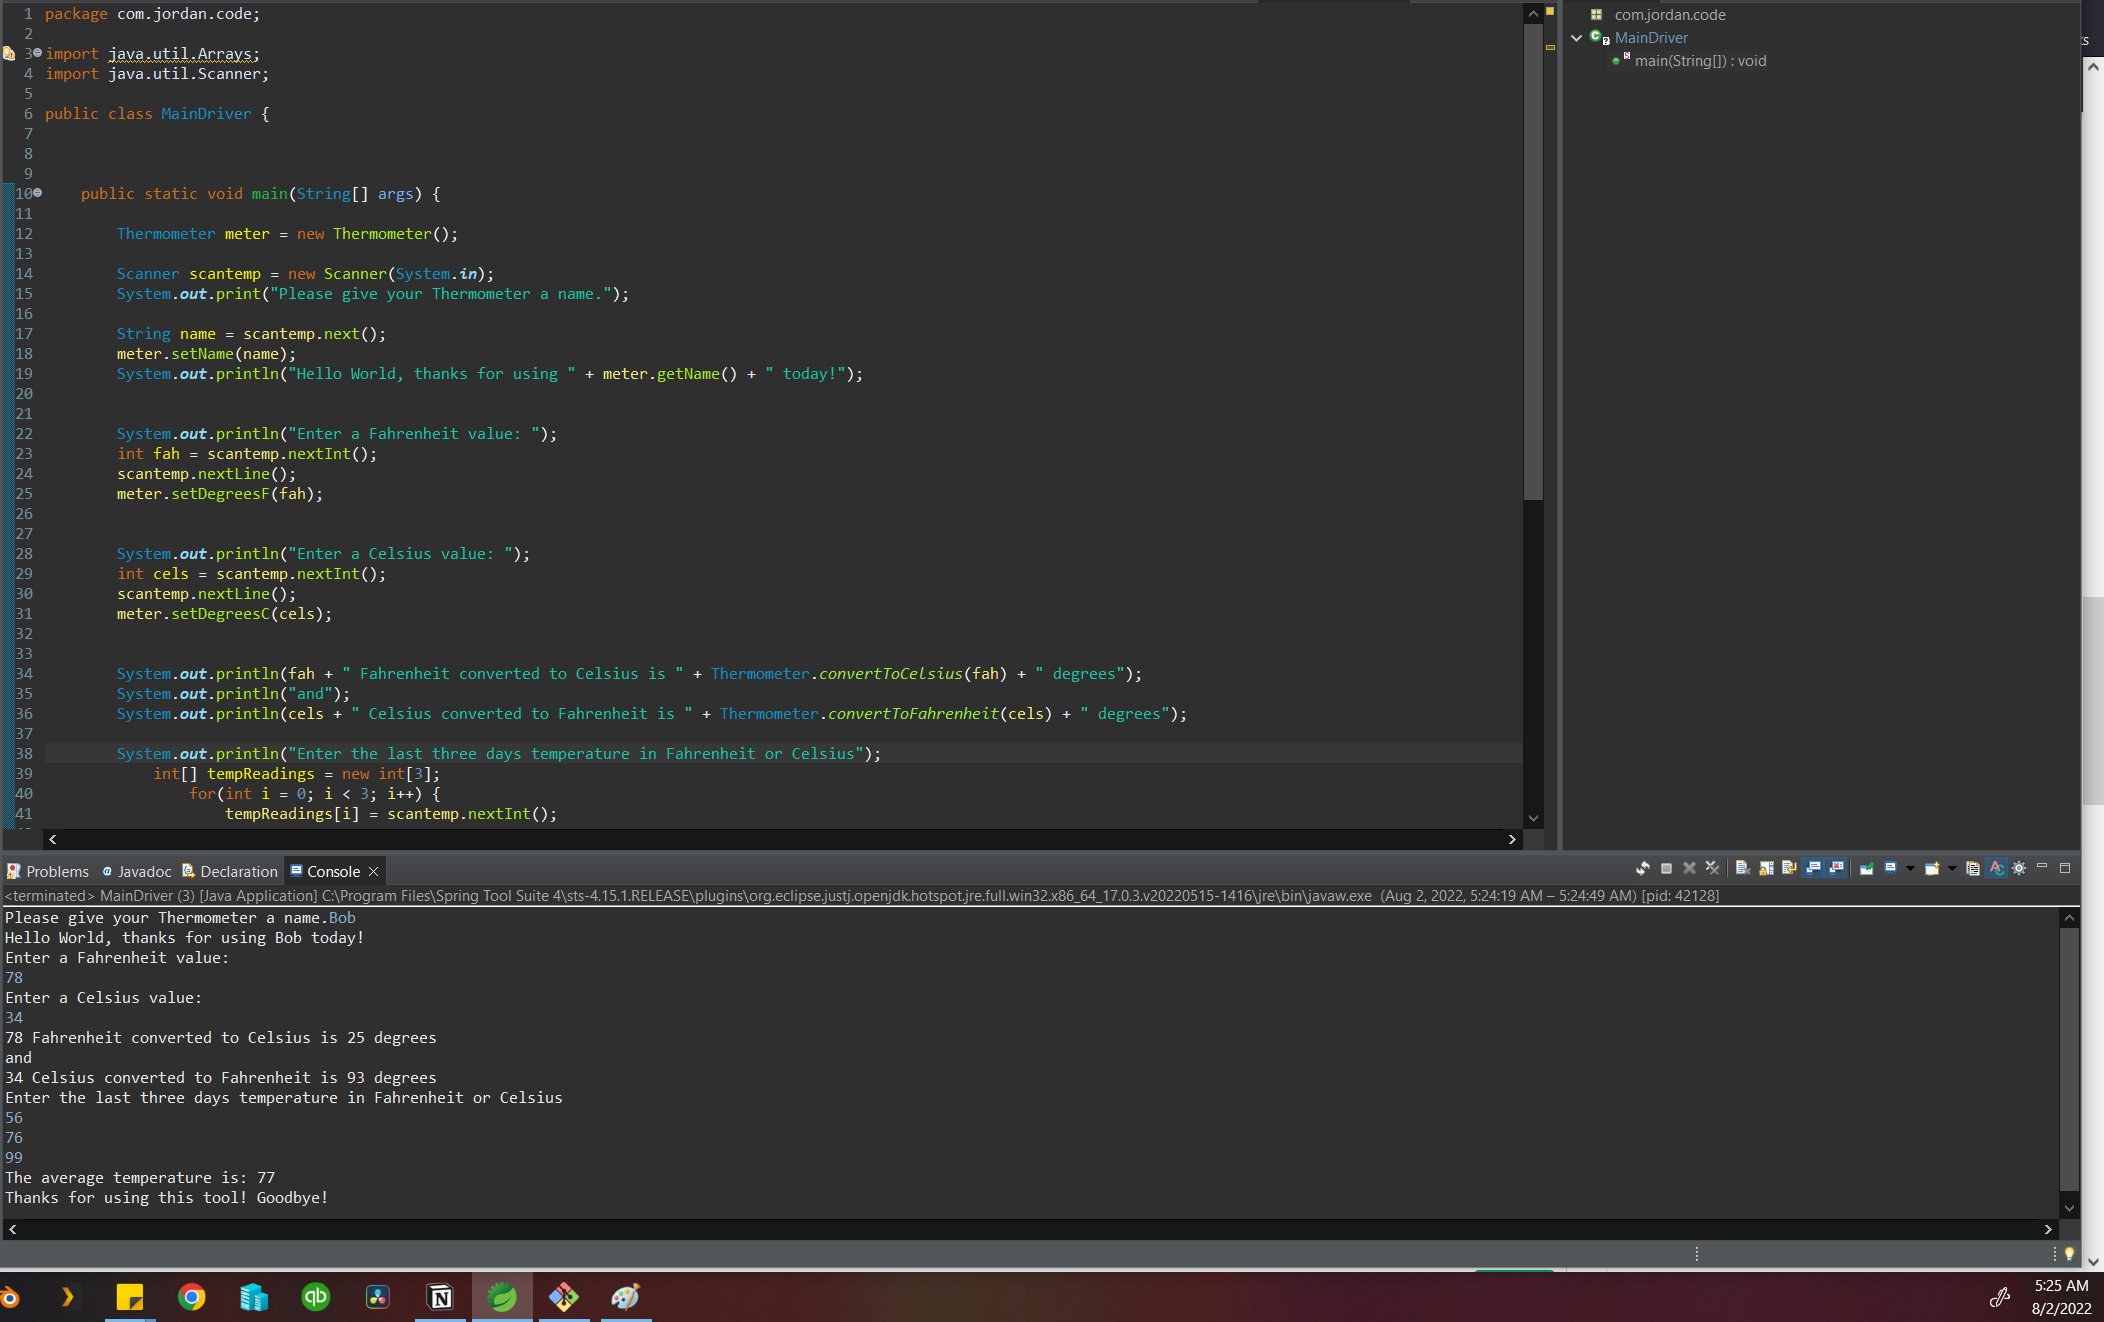 1 package com.jordan.code;
2
3 import java.util.Arrays;
4 import java.util.Scanner;
5
6 public class MainDriver {
7
8
9
10 public static void main(String[] args) {
11
12 Thermometer meter = new Thermometer();
13
14 Scanner scantemp = new Scanner(System.in);
15 System.out.print("Please give your Thermometer a name.");
16
17 String name = scantemp.next();
18 meter.setName(name);
19 System.out.println("Hello World, thanks for using " + meter.getName() + " today!");
20
21
22 System.out.println("Enter a Fahrenheit value: ");
23 int fah = scantemp.nextInt();
24 scantemp.nextLine();
25 meter.setDegreesF(fah);
26
27
28 System.out.println("Enter a Celsius value: ");
29 int cels = scantemp.nextInt();
30 scantemp.nextLine();
31 meter.setDegreesC(cels);
32
33
34 System.out.println(fah + " Fahrenheit converted to Celsius is " + Thermometer.convertToCelsius(fah) + " degrees");
35 System.out.println("and");
36 System.out.println(cels + " Celsius converted to Fahrenheit is " + Thermometer.convertToFahrenheit(cels) + " degrees");
37
38 System.out.println("Enter the last three days temperature in Fahrenheit or Celsius");
39 int[] tempReadings = new int[3];
40 for(int i = 0; i < 3; i++) {
41 tempReadings[i] = scantemp.nextInt();
com.jordan.code
MainDriver
main(String[]) : void
Problems Javadoc Declaration Console
<terminated> MainDriver (3) [Java Application] C:\Program Files\Spring Tool Suite 4\sts-4.15.1.RELEASE\plugins\org.eclipse.justj.openjdk.hotspot.jre.full.win32.x86_64_17.0.3.v20220515-1416\jre\bin\javaw.exe (Aug 2, 2022, 5:24:19 AM – 5:24:49 AM) [pid: 42128]
Please give your Thermometer a name.Bob
Hello World, thanks for using Bob today!
Enter a Fahrenheit value:
78
Enter a Celsius value:
34
78 Fahrenheit converted to Celsius is 25 degrees
and
34 Celsius converted to Fahrenheit is 93 degrees
Enter the last three days temperature in Fahrenheit or Celsius
56
76
99
The average temperature is: 77
Thanks for using this tool! Goodbye!
qb
N
5:25 AM
8/2/2022